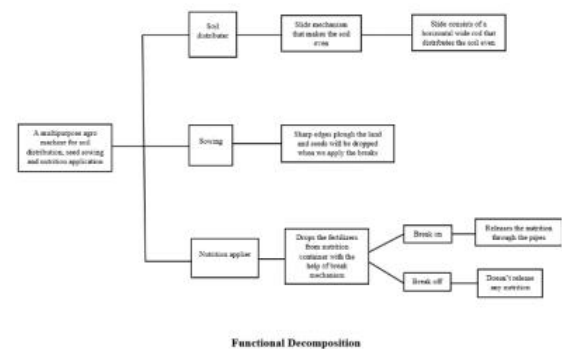 Soil
distributer
Slide mechanism
that makes the soil
even
Slide consists of a
horizontal wide rod that
distributes the soil even
A multipurpose agro
machine for soil
distribution, seed sowing
and nutrition application
Sowing
Sharp edges plough the land
and seeds will be dropped
when we apply the breaks
Nutrition applier
Drops the fertilizers
from nutrition
container with the
help of break
mechanism
Break on
Releases the nutrition
through the pipes
Break off
Doesn't release
any nutrition
Functional Decomposition